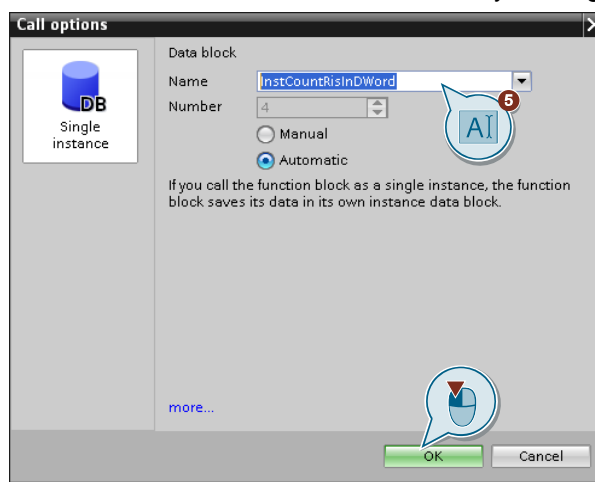 Call options
DB
Single
instance
Data block
Name InstCountRisInDWord
5
A
Number 4
Manual
Automatic
If you call the function block as a single instance, the function
block saves its data in its own instance data block.
more...
OK Cancel